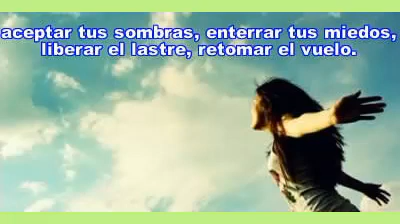 aceptar tus sombras, enterrar tus miedos,
liberar el lastre, retomar el vuelo.